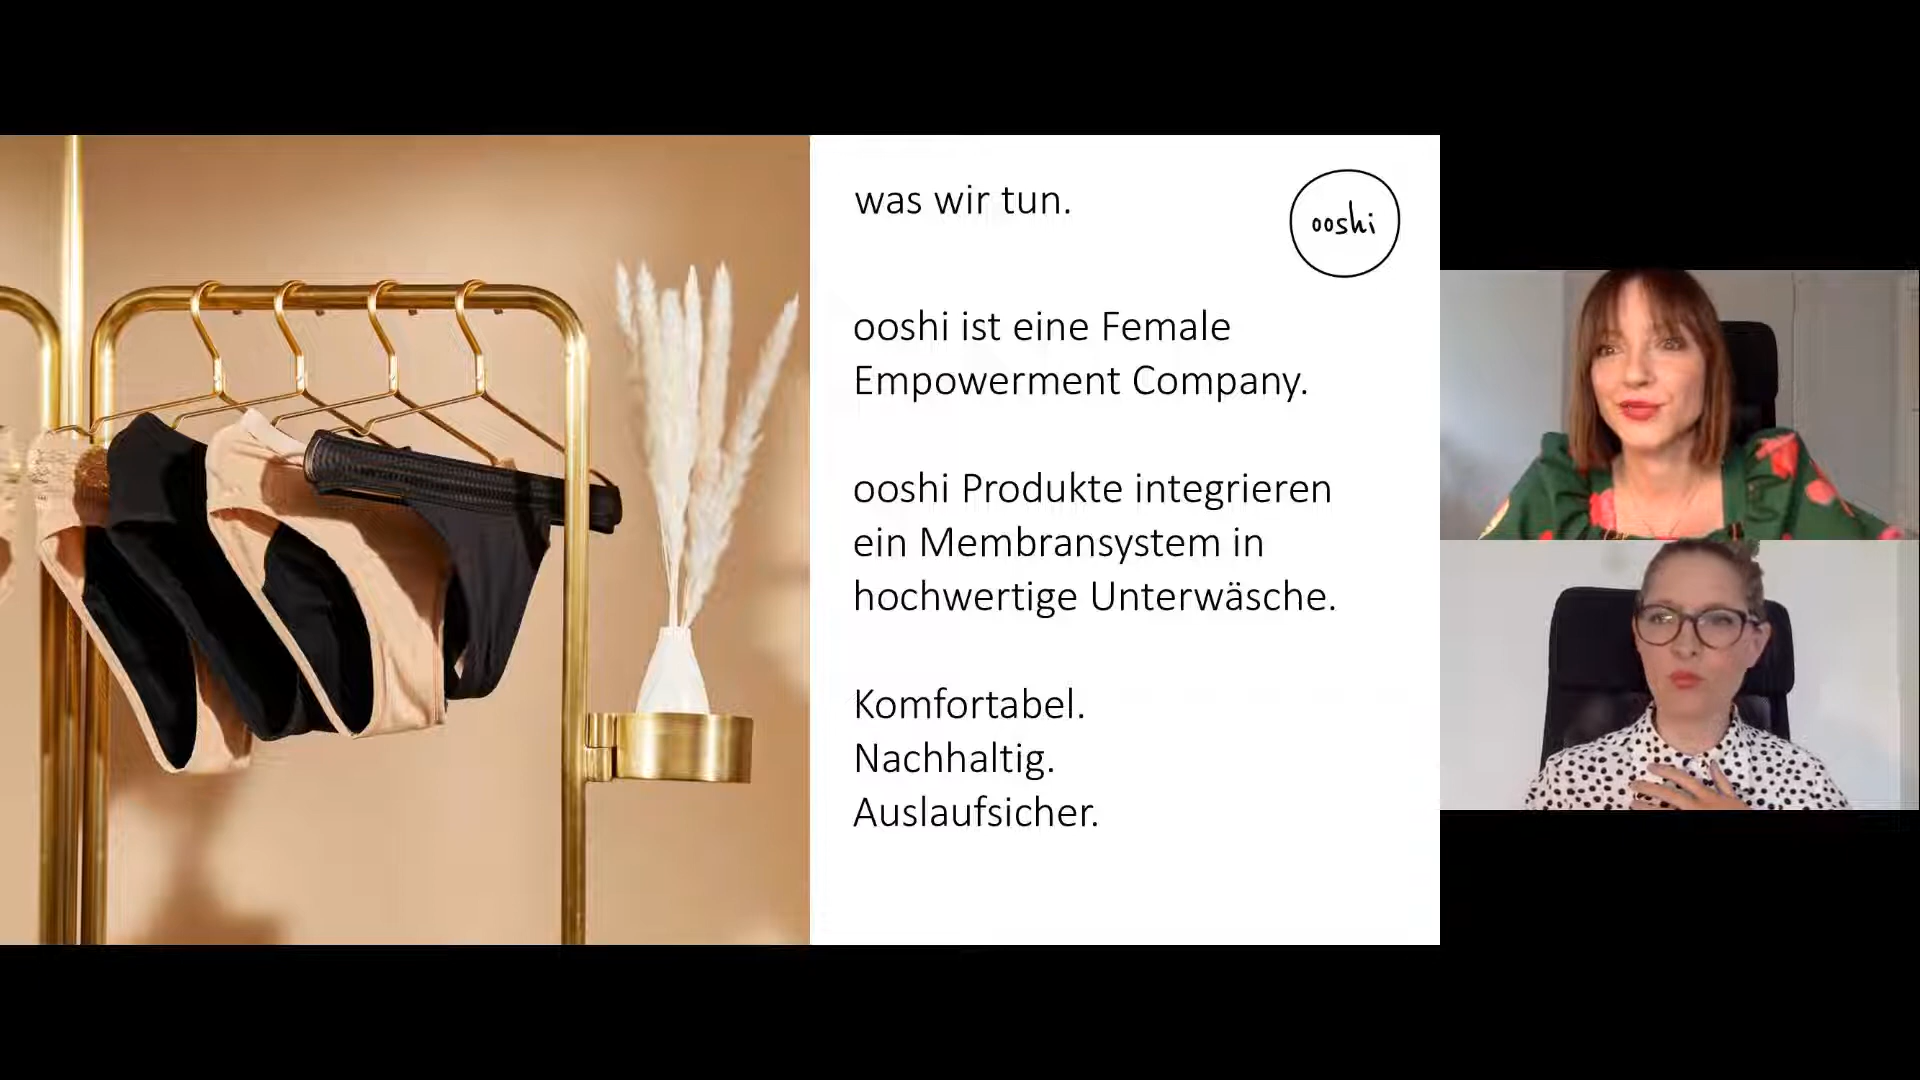 was wir tun.
ooshi
ooshi ist eine Female
Empowerment Company.
ooshi Produkte integrieren
ein Membransystem in
hochwertige Unterwäsche.
Komfortabel.
Nachhaltig.
Auslaufsicher.